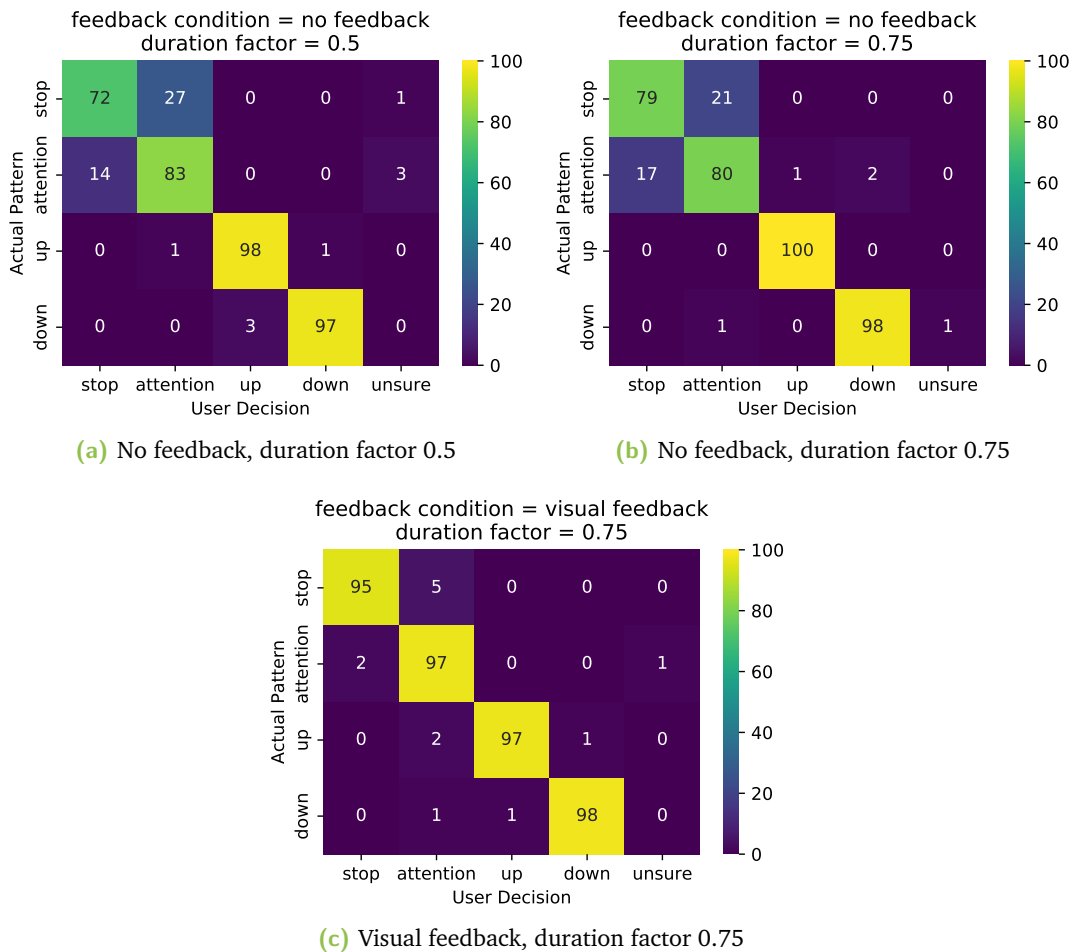 feedback condition = no feedback
duration factor = 0.5
Actual Pattern
stop 72 27 0 0 1
attention 14 83 0 0 3
up 0 1 98 1 0
down 0 0 3 97 0
stop attention up down unsure
User Decision
100
80
60
40
20
0
(a) No feedback, duration factor 0.5
feedback condition = no feedback
duration factor = 0.75
Actual Pattern
stop 79 21 0 0 0
attention 17 80 1 2 0
up 0 0 100 0 0
down 0 1 0 98 1
stop attention up down unsure
User Decision
100
80
60
40
20
0
(b) No feedback, duration factor 0.75
feedback condition = visual feedback
duration factor = 0.75
Actual Pattern
stop 95 5 0 0 0
attention 2 97 0 0 1
up 0 2 97 1 0
down 0 1 1 98 0
stop attention up down unsure
User Decision
100
80
60
40
20
0
(c) Visual feedback, duration factor 0.75